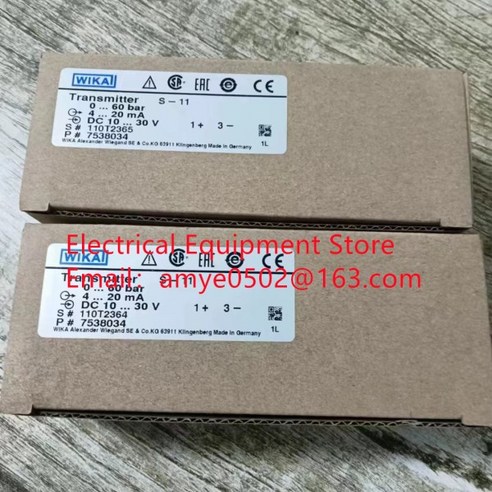 WIKA
Transmitter S-11
0 ... 60 bar
4 ... 20 mA
DC 10 ... 30 V 1+ 3-
S # 110T2365
P # 7538034 1L
WIKA Alexander Wiegand SE & Co.KG 63911 Klingenberg Made in Germany
EAC
CE
Electrical Equipment Store
Email: amye0502@163.com
WIKA
Transmitter S-11
0 ... 60 bar
4 ... 20 mA
DC 10 ... 30 V 1+ 3-
S # 110T2364
P # 7538034
WIKA Alexander Wiegand SE & Co.KG 63911 Klingenberg Made in Germany 1L
EAC
CE